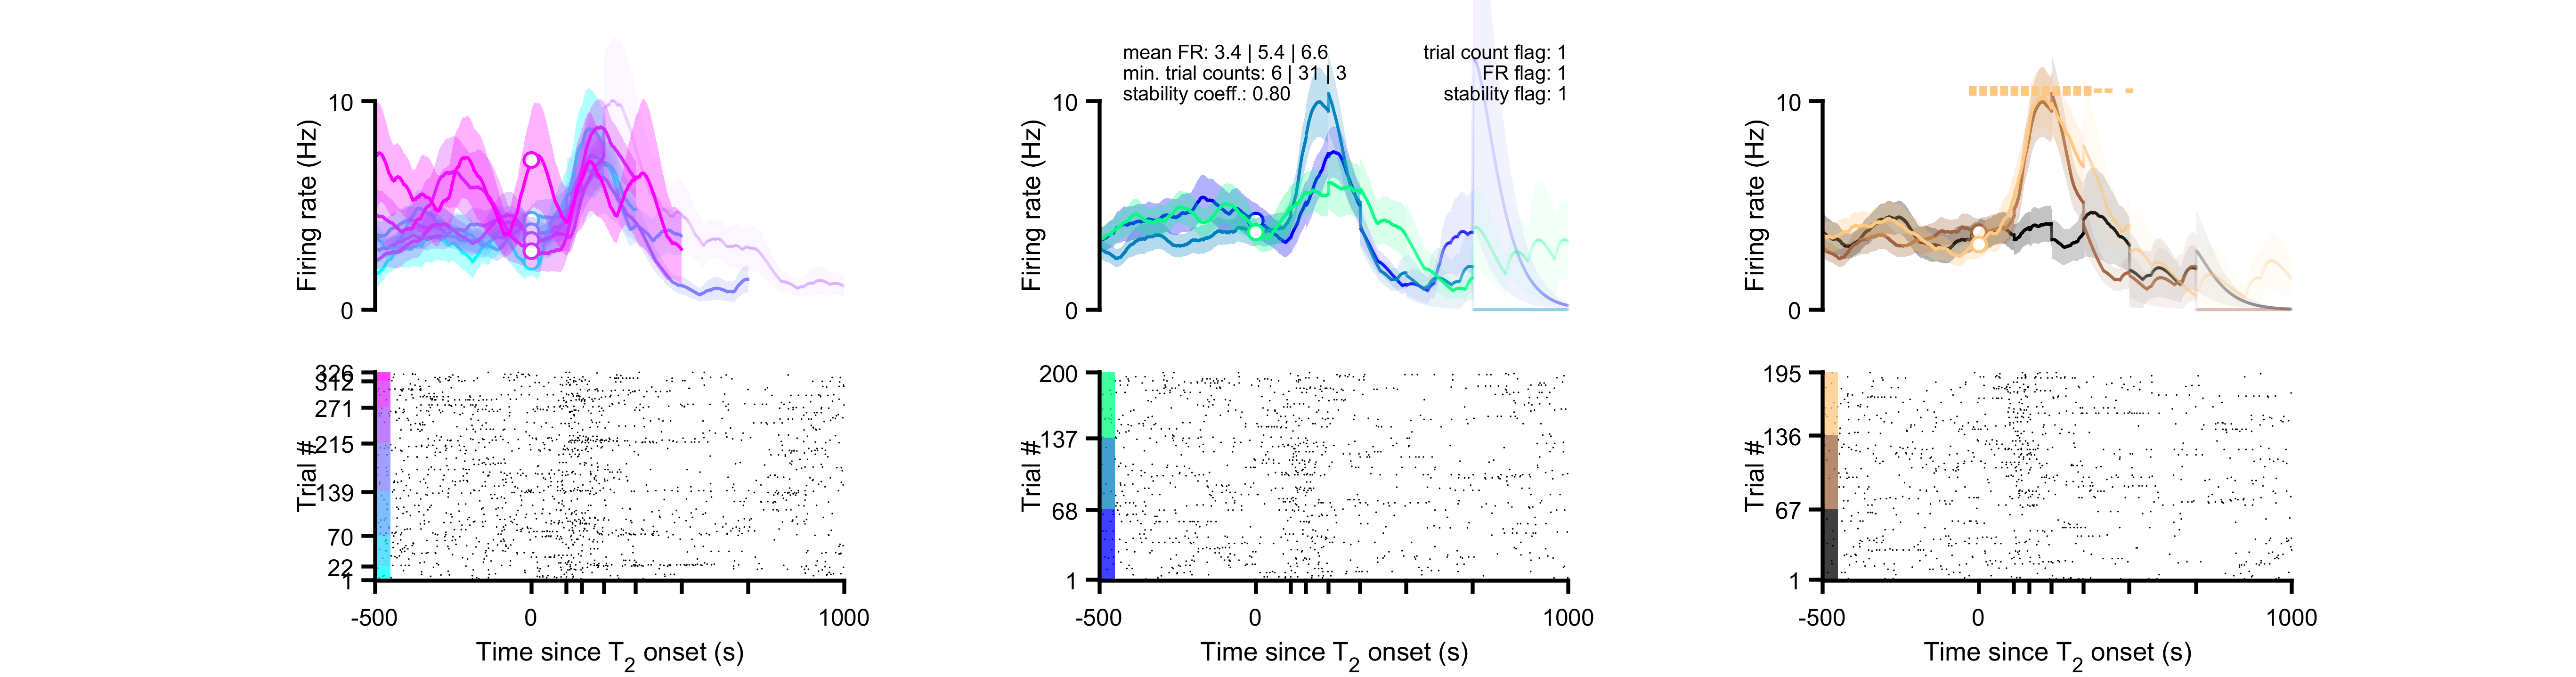 mean FR: 3.4 | 5.4 | 6.6
min. trial counts: 6 | 31 | 3
stability coeff.: 0.80
trial count flag: 1
FR flag: 1
stability flag: 1
10
0
Firing rate (Hz)
10
0
Firing rate (Hz)
10
0
Firing rate (Hz)
326
312
271
215
139
70
22
1
Trial #
-500
0
1000
Time since T2 onset (s)
200
137
68
1
Trial #
-500
0
1000
Time since T2 onset (s)
195
136
67
1
Trial #
-500
0
1000
Time since T2 onset (s)